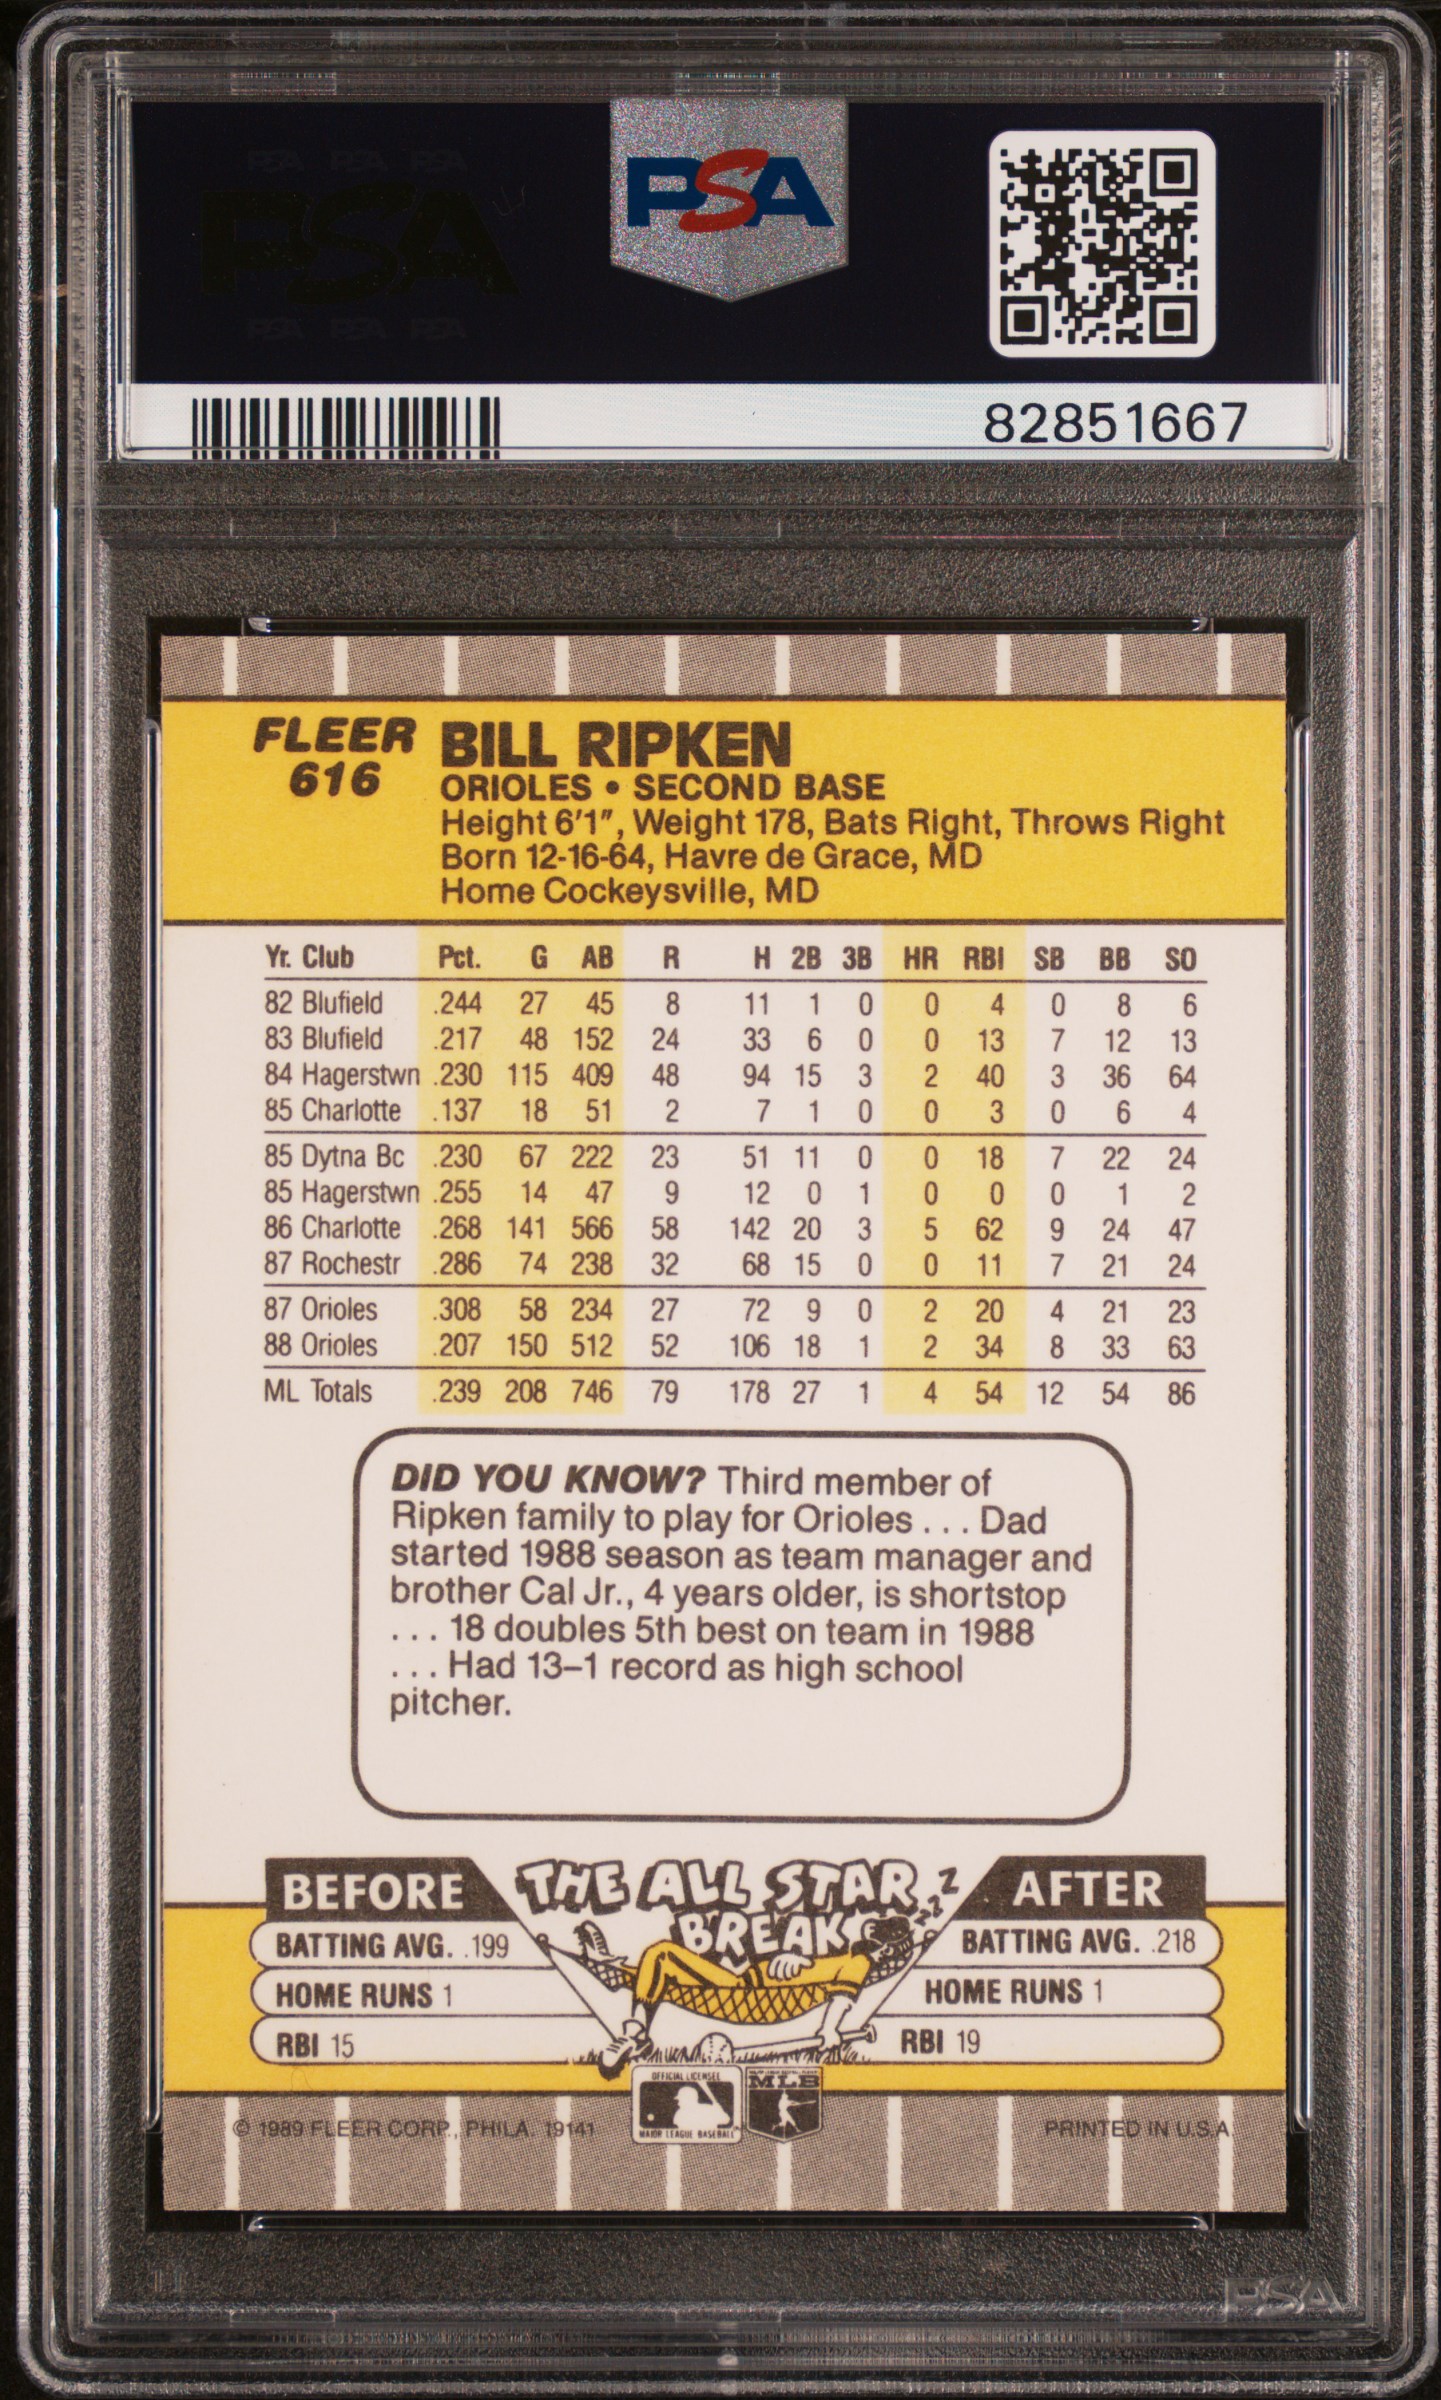 PSA PSA PSA
PSA
PSA PSA PSA
PSA
82851667
FLEER
616
BILL RIPKEN
ORIOLES • SECOND BASE
Height 6'1", Weight 178, Bats Right, Throws Right
Born 12-16-64, Havre de Grace, MD
Home Cockeysville, MD
Yr. Club Pct. G AB R H 2B 3B HR RBI SB BB SO
82 Blufield .244 27 45 8 11 1 0 0 4 0 8 6
83 Blufield .217 48 152 24 33 6 0 0 13 7 12 13
84 Hagerstwn .230 115 409 48 94 15 3 2 40 3 36 64
85 Charlotte .137 18 51 2 7 1 0 0 3 0 6 4
85 Dytna Bc .230 67 222 23 51 11 0 0 18 7 22 24
85 Hagerstwn .255 14 47 9 12 0 1 0 0 0 1 2
86 Charlotte .268 141 566 58 142 20 3 5 62 9 24 47
87 Rochestr .286 74 238 32 68 15 0 0 11 7 21 24
87 Orioles .308 58 234 27 72 9 0 2 20 4 21 23
88 Orioles .207 150 512 52 106 18 1 2 34 8 33 63
ML Totals .239 208 746 79 178 27 1 4 54 12 54 86
DID YOU KNOW? Third member of
Ripken family to play for Orioles . . . Dad
started 1988 season as team manager and
brother Cal Jr., 4 years older, is shortstop
. . . 18 doubles 5th best on team in 1988
. . . Had 13–1 record as high school
pitcher.
BEFORE
BATTING AVG. .199
HOME RUNS 1
RBI 15
THE ALL STAR
BREAK
ZZZZ
AFTER
BATTING AVG. .218
HOME RUNS 1
RBI 19
OFFICIAL LICENSEE
MAJOR LEAGUE BASEBALL
MLB
© 1989 FLEER CORP., PHILA. 19141
PRINTED IN U.S.A.
PSA